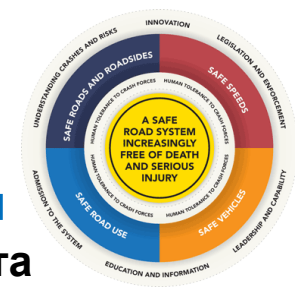 INNOVATION
LEGISLATION AND ENFORCEMENT
LEADERSHIP AND CAPABILITY
EDUCATION AND INFORMATION
ADMISSION TO THE SYSTEM
UNDERSTANDING CRASHES AND RISKS
SAFE ROADS AND ROADSIDES
SAFE SPEEDS
SAFE VEHICLES
SAFE ROAD USE
HUMAN TOLERANCE TO CRASH FORCES
HUMAN TOLERANCE TO CRASH FORCES
HUMAN TOLERANCE TO CRASH FORCES
HUMAN TOLERANCE TO CRASH FORCES
A SAFE
ROAD SYSTEM
INCREASINGLY
FREE OF DEATH
AND SERIOUS
INJURY
та